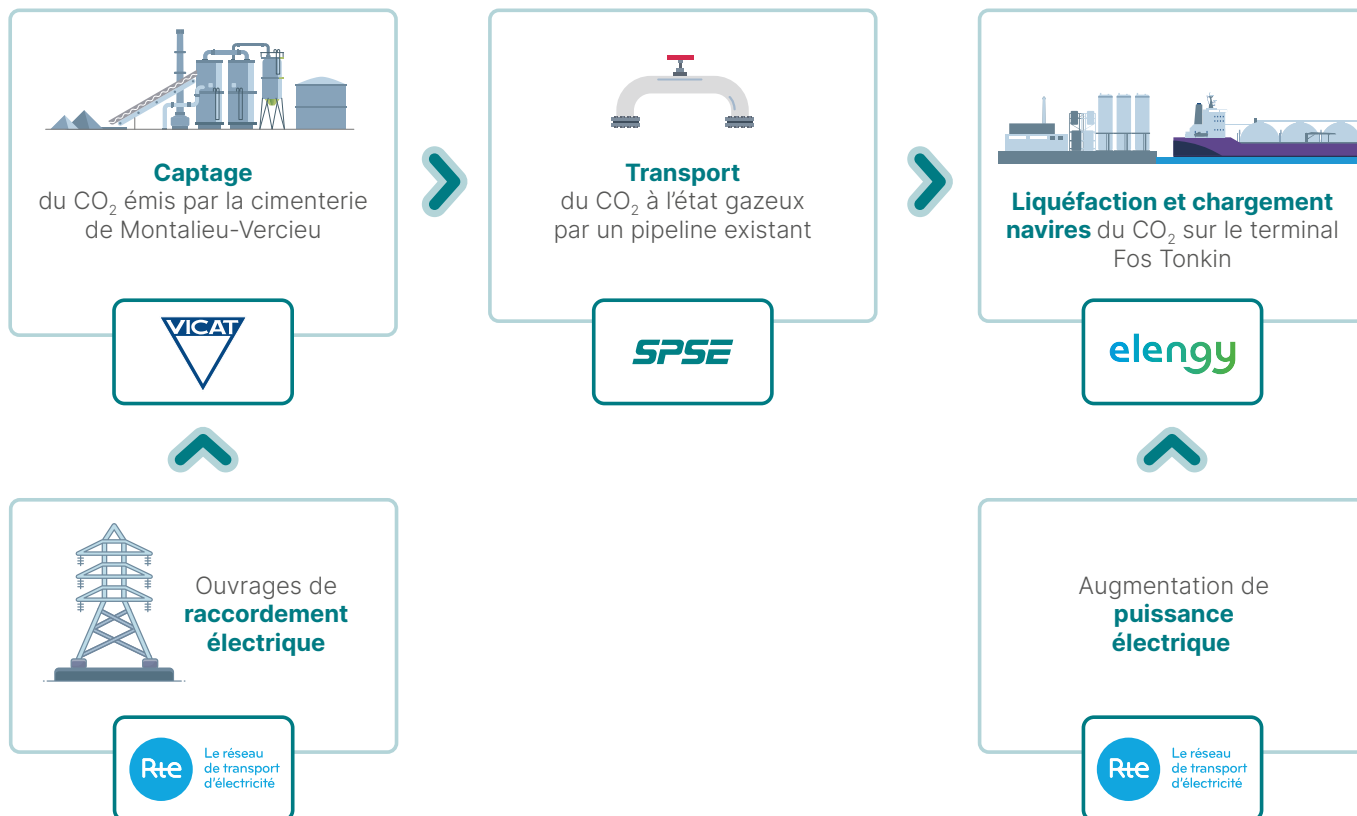 Captage
du CO₂ émis par la cimenterie
de Montalieu-Vercieu
VICAT
Transport
du CO₂ à l'état gazeux
par un pipeline existant
SPSE
Liquéfaction et chargement
navires du CO₂ sur le terminal
Fos Tonkin
elengy
Ouvrages de
raccordement
électrique
Rte
Le réseau
de transport
d'électricité
Augmentation de
puissance
électrique
Rte
Le réseau
de transport
d'électricité